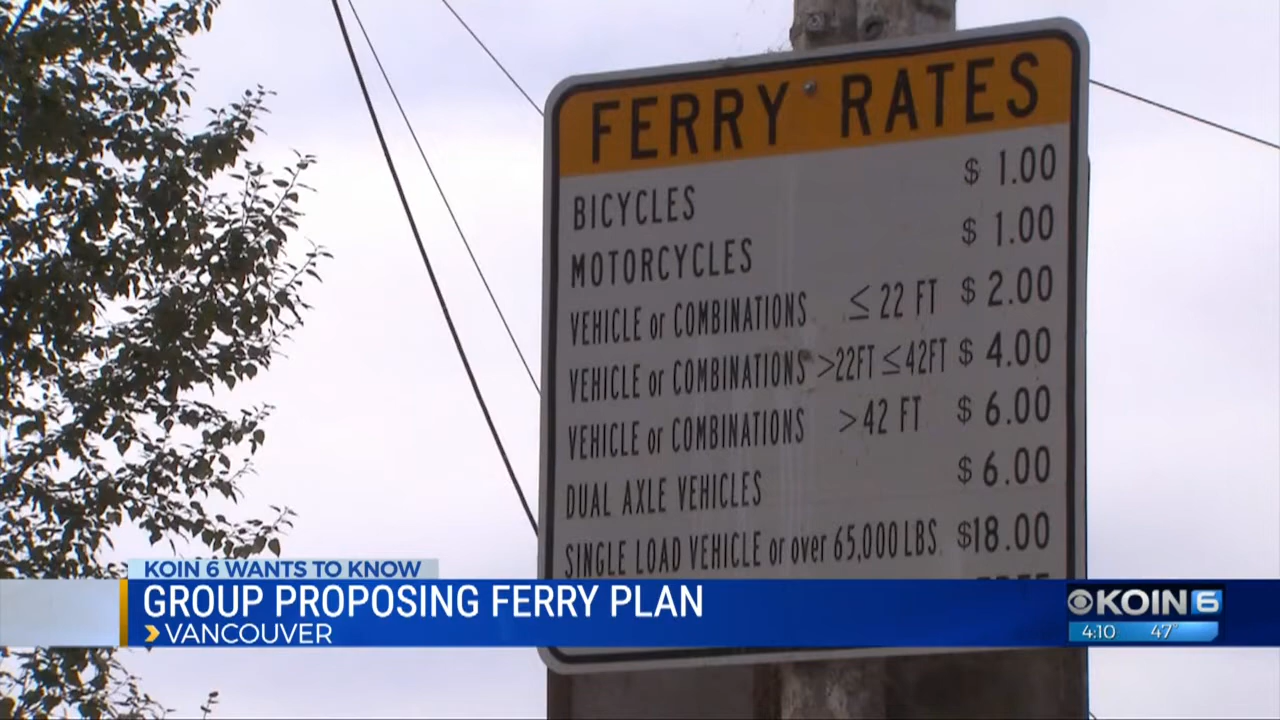 FERRY RATES
BICYCLES $ 1.00
MOTORCYCLES $ 1.00
VEHICLE or COMBINATIONS ≤ 22 FT $ 2.00
VEHICLE or COMBINATIONS >22FT ≤42FT $ 4.00
VEHICLE or COMBINATIONS >42 FT $ 6.00
DUAL AXLE VEHICLES $ 6.00
SINGLE LOAD VEHICLE or over 65,000 LBS. $18.00
KOIN 6 WANTS TO KNOW
GROUP PROPOSING FERRY PLAN
VANCOUVER
KOIN 6
4:10 47°